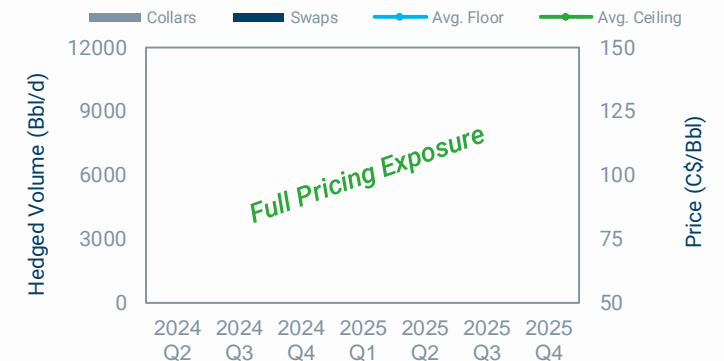 Collars Swaps Avg. Floor Avg. Ceiling
12000 150
9000 125
6000 100
3000 75
0 50
Hedged Volume (Bbl/d)
Full Pricing Exposure
Price (C$/Bbl)
2024 2024 2024 2025 2025 2025 2025
Q2 Q3 Q4 Q1 Q2 Q3 Q4